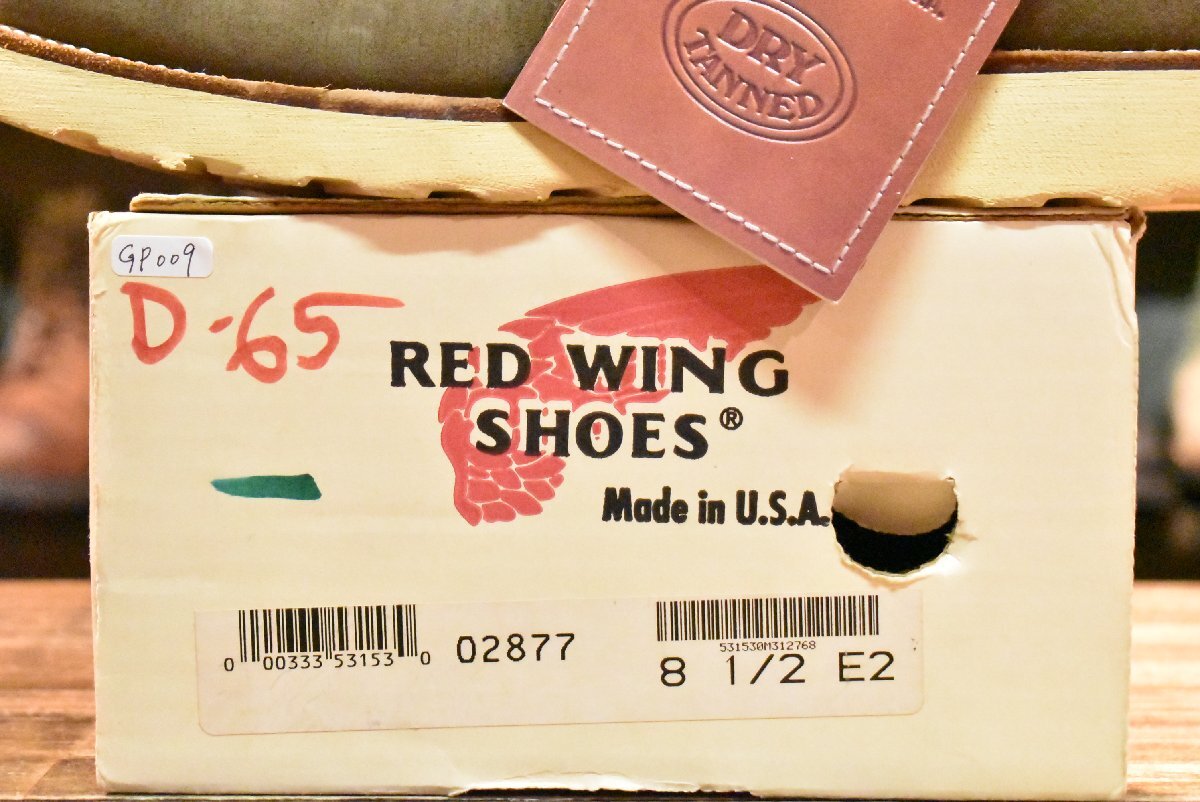 DRY
TANNED
GP009
D-65
RED WING
SHOES®
Made in U.S.A.
0 00333 53153 0
02877
531530M312768
8 1/2 E2